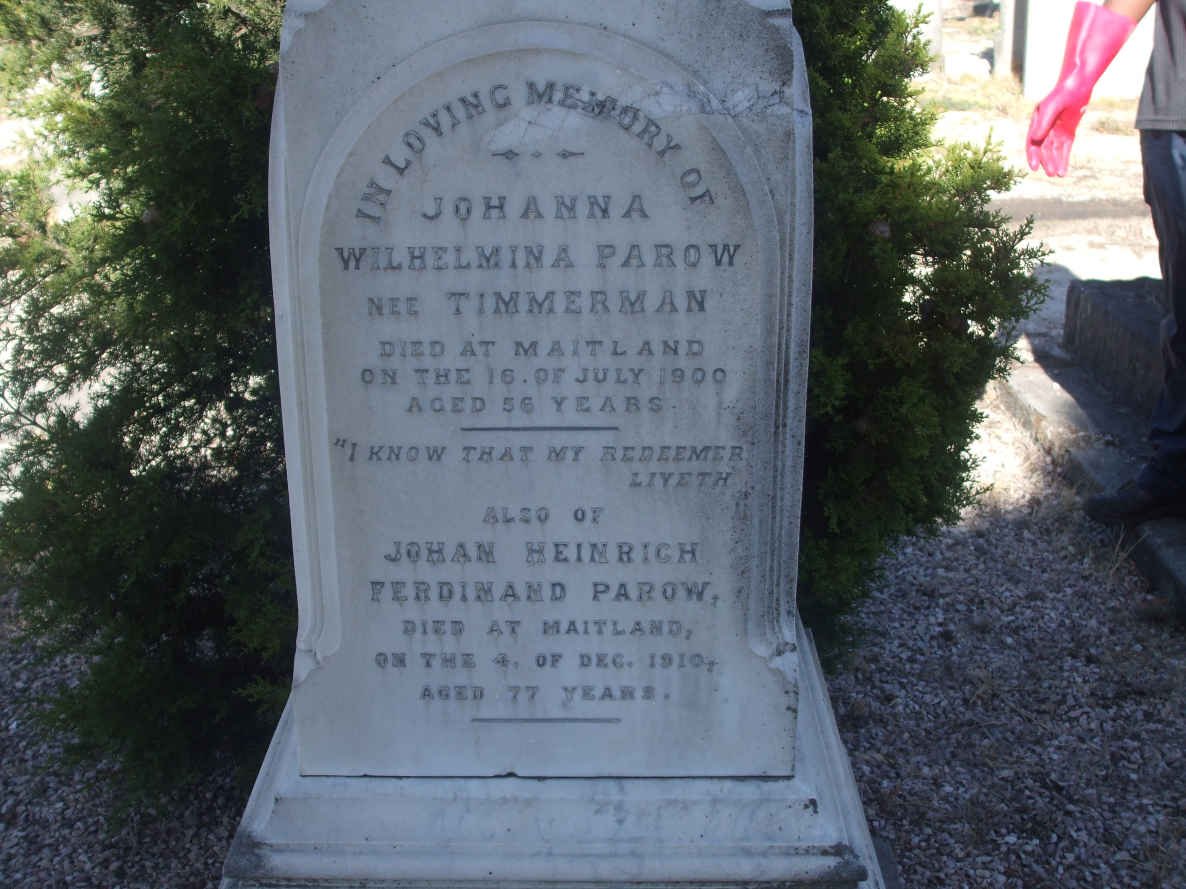 IN LOVING MEMORY OF
JOHANNA
WILHELMINA PAROW
NEE TIMMERMAN
DIED AT MAITLAND
ON THE 16. OF JULY 1900
AGED 56 YEARS
"I KNOW THAT MY REDEEMER
LIVETH"
ALSO OF
JOHAN HEINRICH
FERDINAND PAROW,
DIED AT MAITLAND,
ON THE 4. OF DEC. 1910,
AGED 77 YEARS.